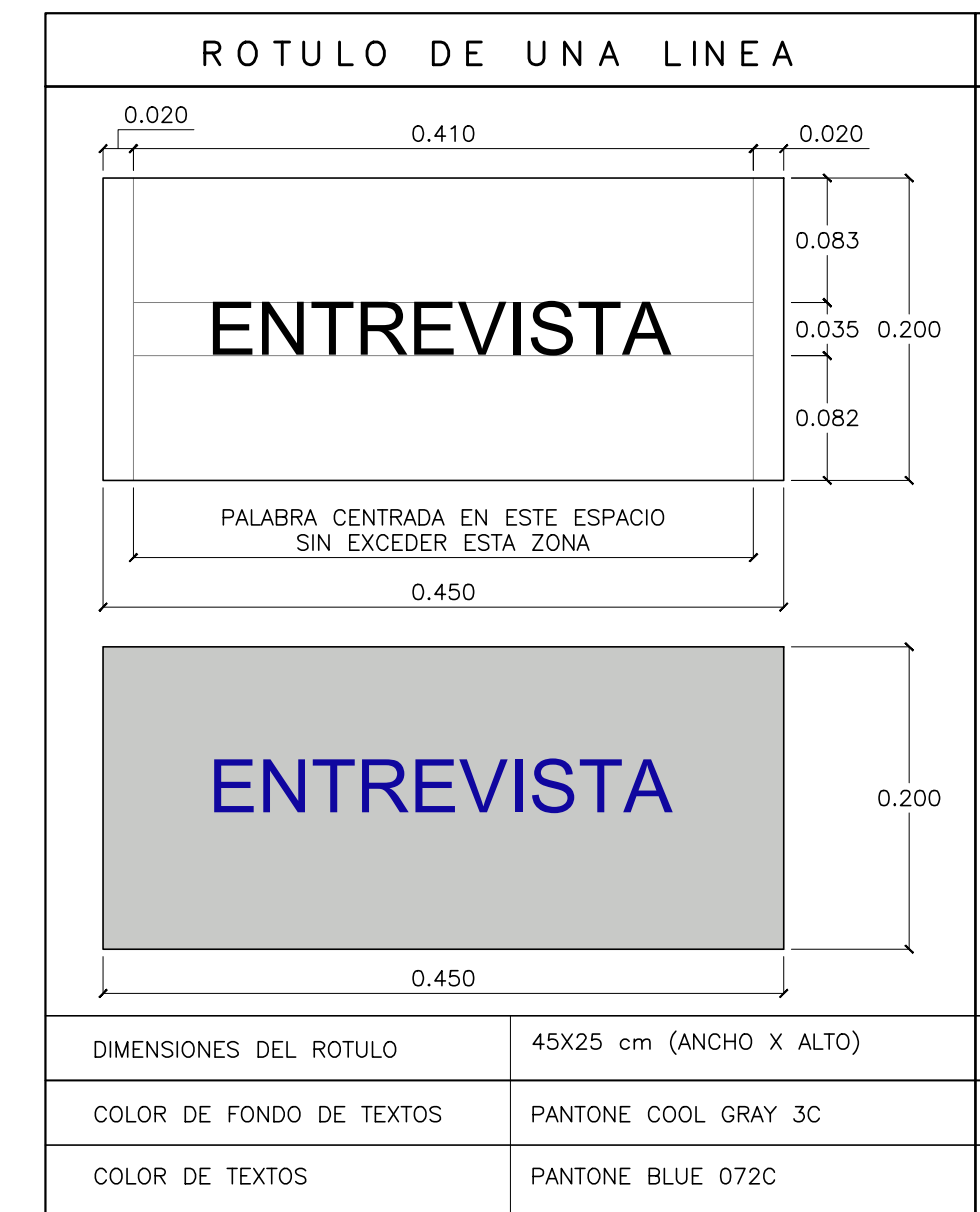 ROTULO DE UNA LINEA
0.020
0.410
0.020
0.083
ENTREVISTA
0.035 0.200
0.082
PALABRA CENTRADA EN ESTE ESPACIO
SIN EXCEDER ESTA ZONA
0.450
ENTREVISTA
0.200
0.450
DIMENSIONES DEL ROTULO 45X25 cm (ANCHO X ALTO)
COLOR DE FONDO DE TEXTOS PANTONE COOL GRAY 3C
COLOR DE TEXTOS PANTONE BLUE 072C